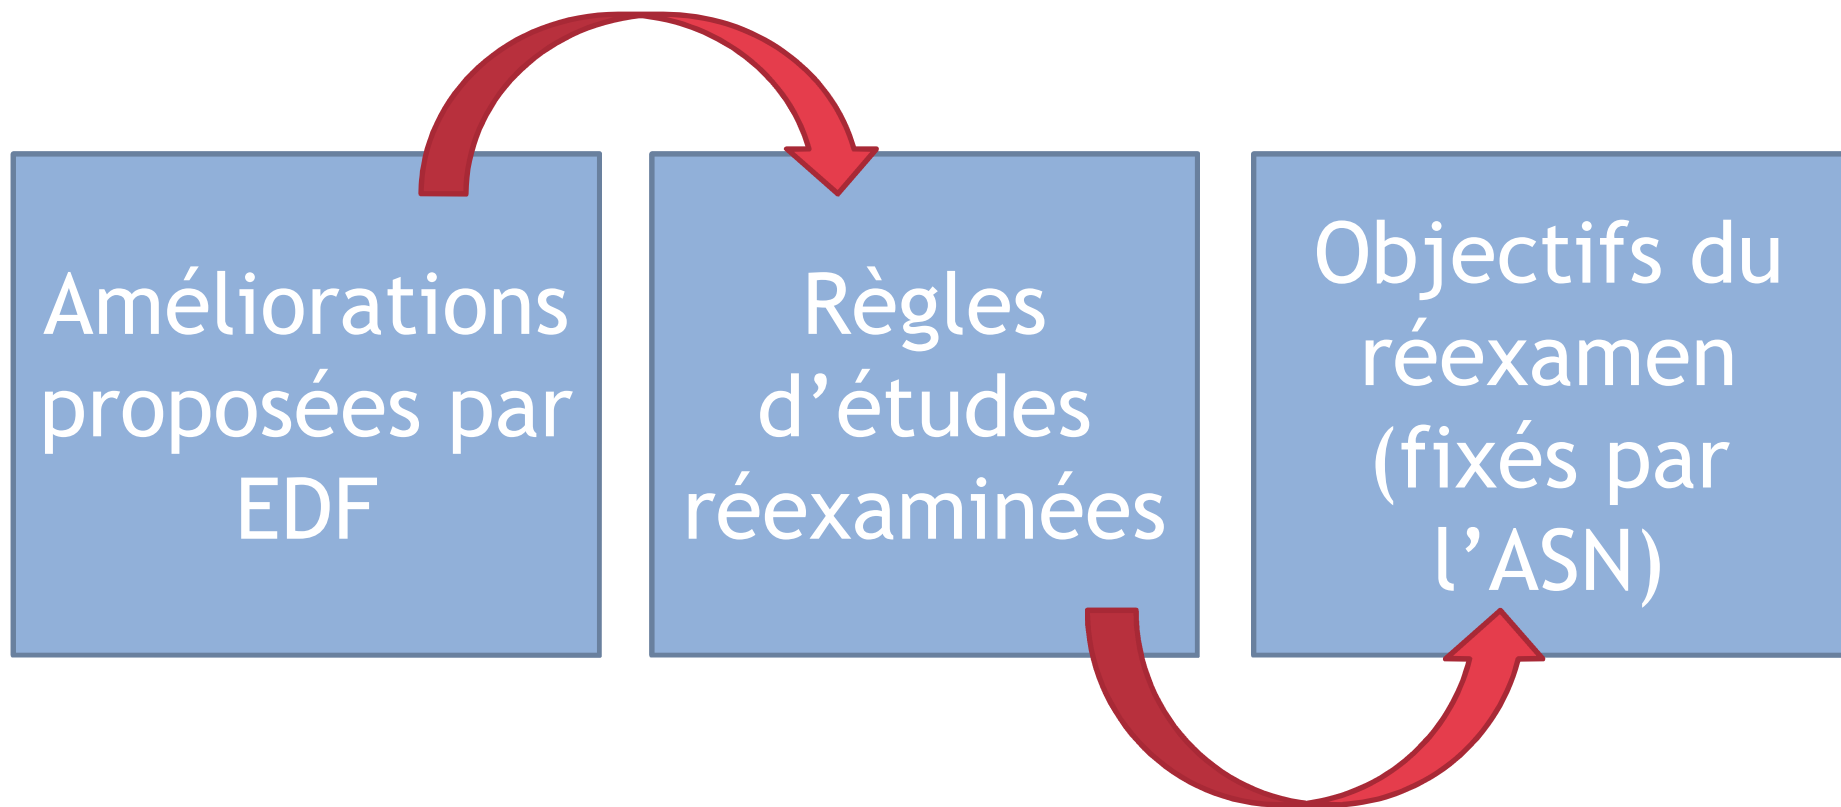 Améliorations
proposées par
EDF
Règles
d’études
réexaminées
Objectifs du
réexamen
(fixés par
l’ASN)